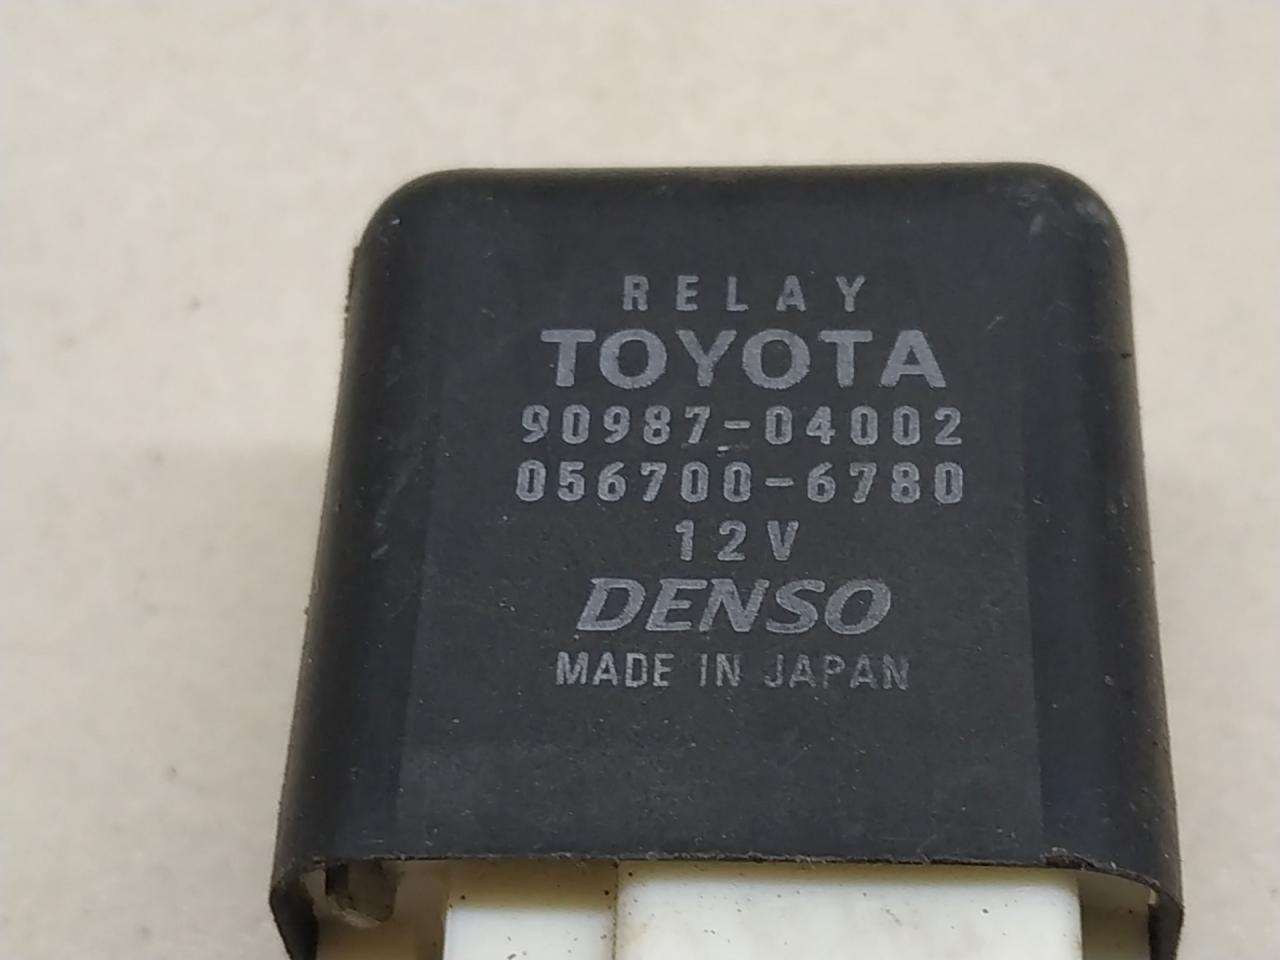 RELAY
TOYOTA
90987-04002
056700-6780
12V
DENSO
MADE IN JAPAN